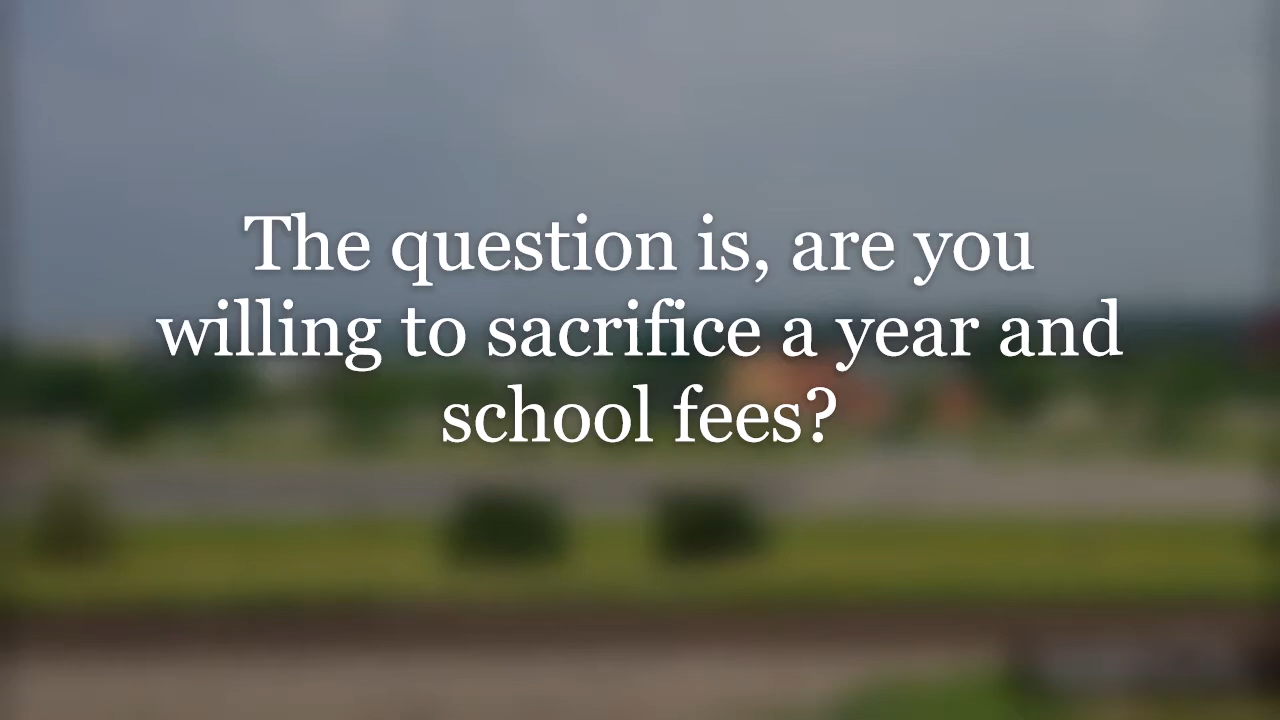 The question is, are you
willing to sacrifice a year and
school fees?